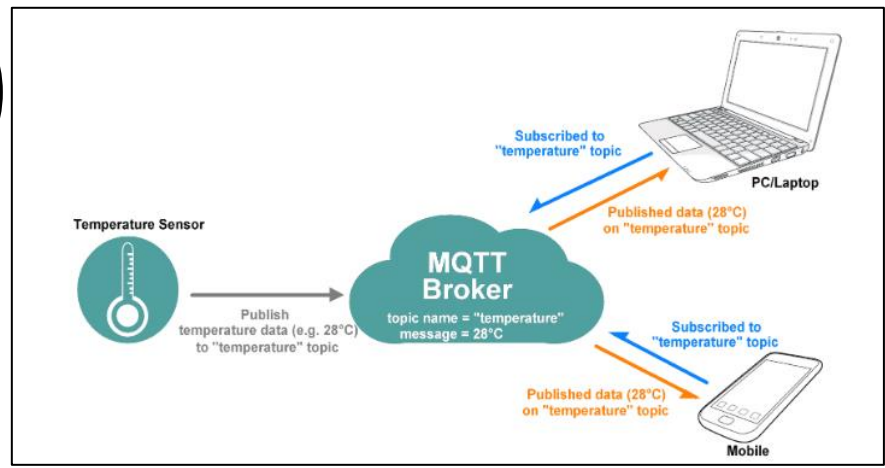 Temperature Sensor
Publish
temperature data (e.g. 28°C)
to "temperature" topic
MQTT
Broker
topic name = "temperature"
message = 28°C
Subscribed to
"temperature" topic
PC/Laptop
Published data (28°C)
on "temperature" topic
Subscribed to
"temperature" topic
Published data (28°C)
on "temperature" topic
Mobile